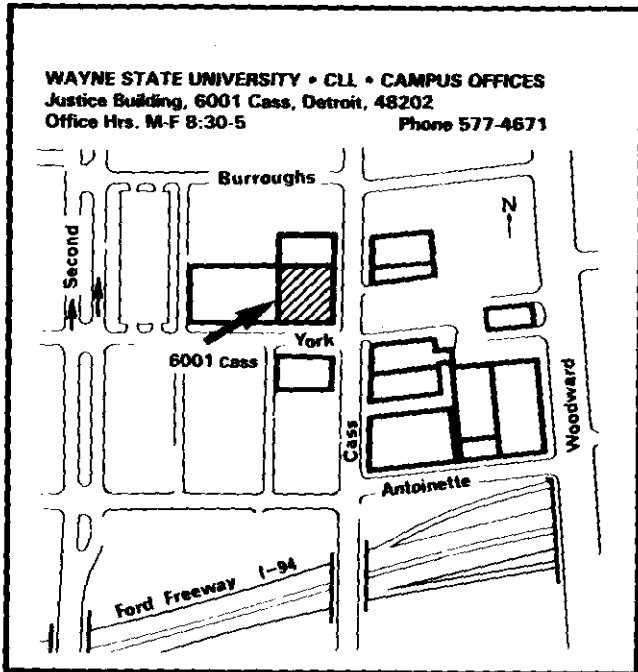 WAYNE STATE UNIVERSITY • CLL • CAMPUS OFFICES
Justice Building, 6001 Cass, Detroit, 48202
Office Hrs. M-F 8:30-5 Phone 577-4671
Burroughs
N
Second
York
6001 Cass
Cass
Woodward
Antoinette
Ford Freeway I-94